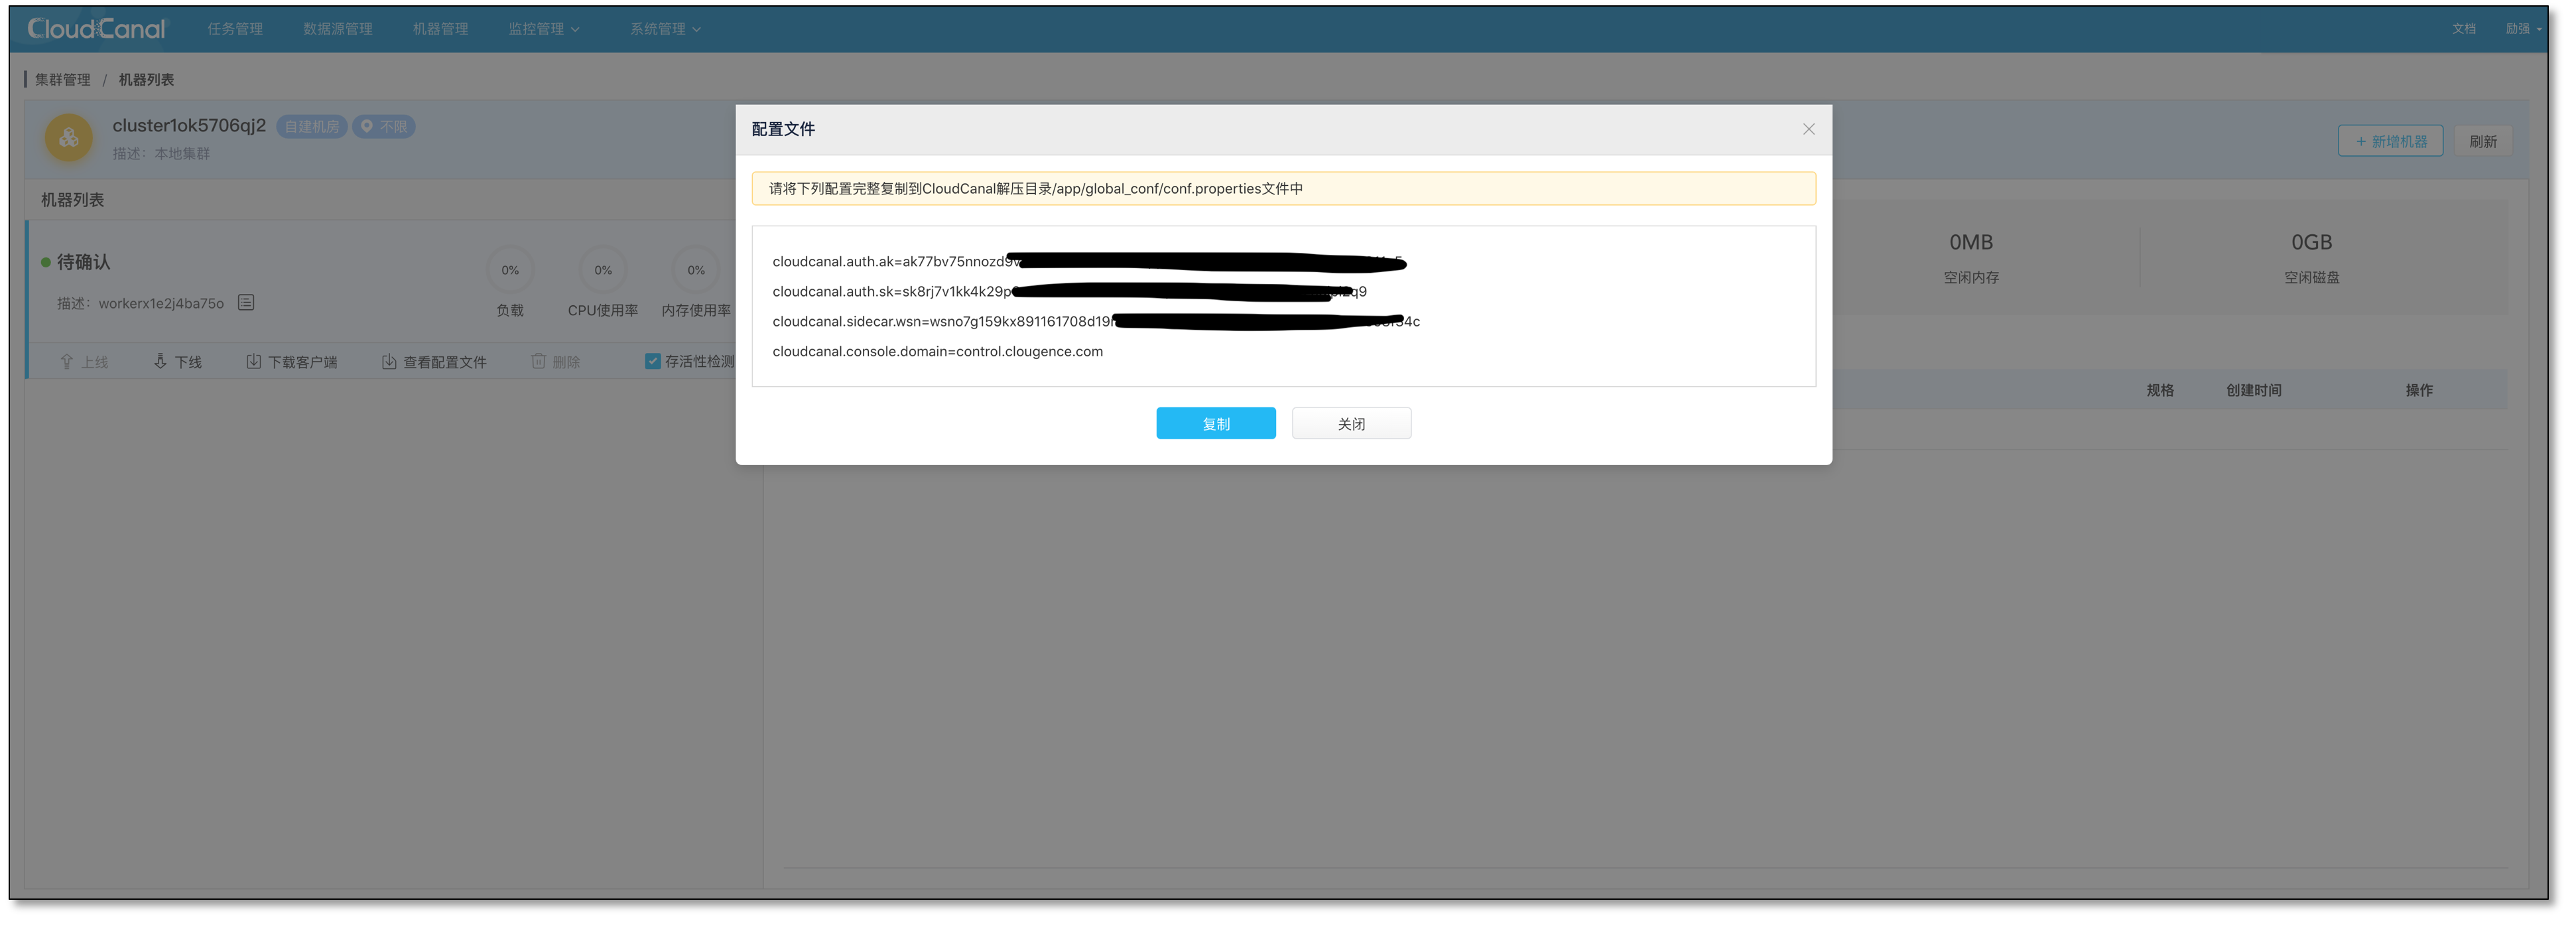 CloudCanal 任务管理 数据源管理 机器管理 监控管理 系统管理 文档 励强
集群管理 / 机器列表
cluster1ok5706qj2 自建机房 不限
描述：本地集群
+ 新增机器 刷新
机器列表
待确认
描述：workerx1e2j4ba75o
0% 0% 0%
负载 CPU使用率 内存使用率
上线 下线 下载客户端 查看配置文件 删除 存活性检测
配置文件
请将下列配置完整复制到CloudCanal解压目录/app/global_conf/conf.properties文件中
cloudcanal.auth.ak=ak77bv75nnozd9
cloudcanal.auth.sk=sk8rj7v1kk4k29p
cloudcanal.sidecar.wsn=wsno7g159kx891161708d19
cloudcanal.console.domain=control.clougence.com
复制 关闭
0MB 0GB
空闲内存 空闲磁盘
规格 创建时间 操作